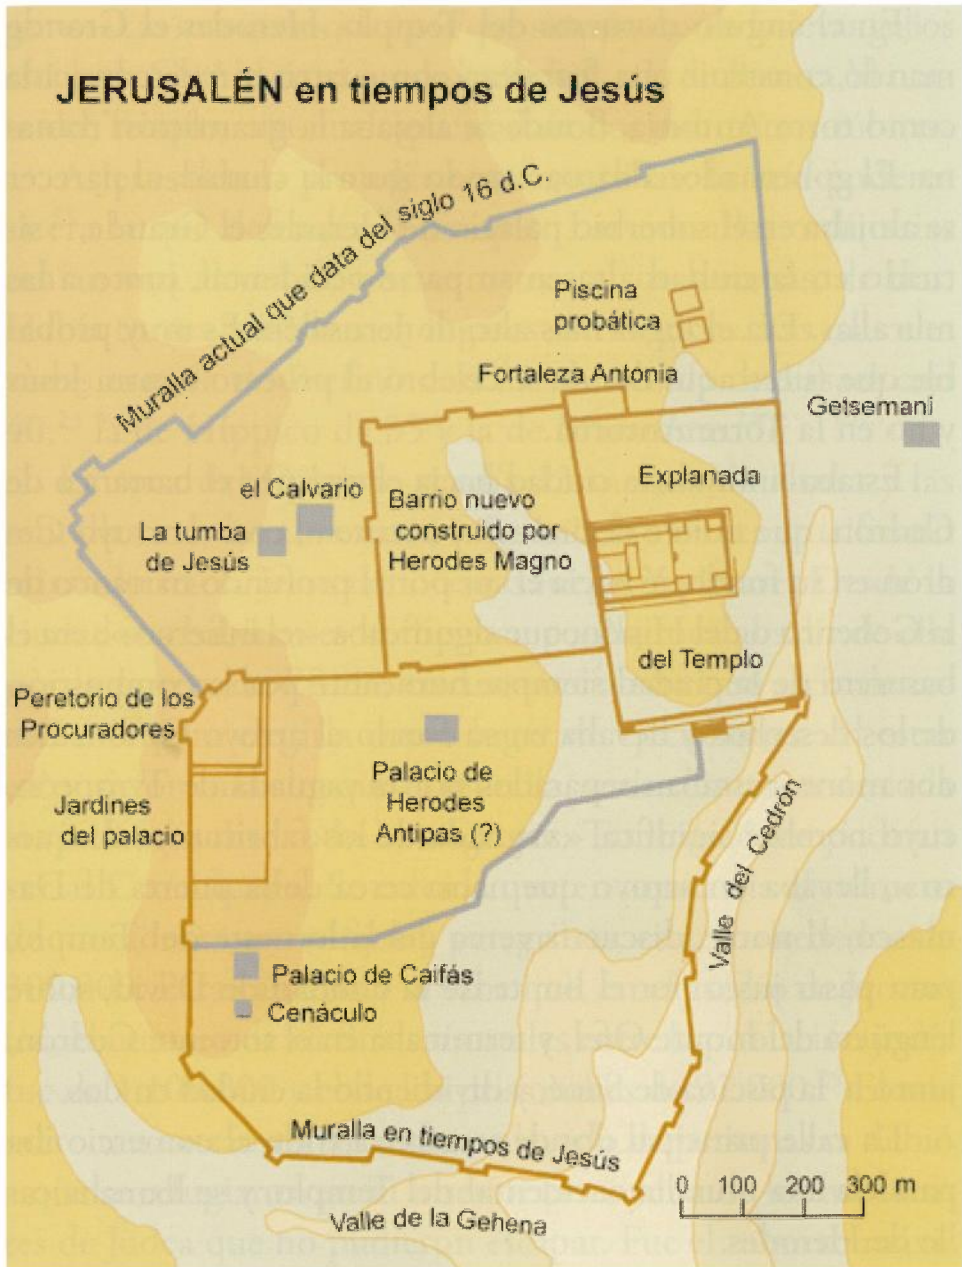 JERUSALÉN en tiempos de Jesús
Muralla actual que data del siglo 16 d.C.
Piscina
probática
Fortaleza Antonia
Getsemaní
Explanada
el Calvario
Barrio nuevo
construido por
Herodes Magno
La tumba
de Jesús
del Templo
Peretorio de los
Procuradores
Palacio de
Herodes
Antipas (?)
Jardines
del palacio
Valle del Cedrón
Palacio de Caifás
Cenáculo
Muralla en tiempos de Jesús
0 100 200 300 m
Valle de la Gehena